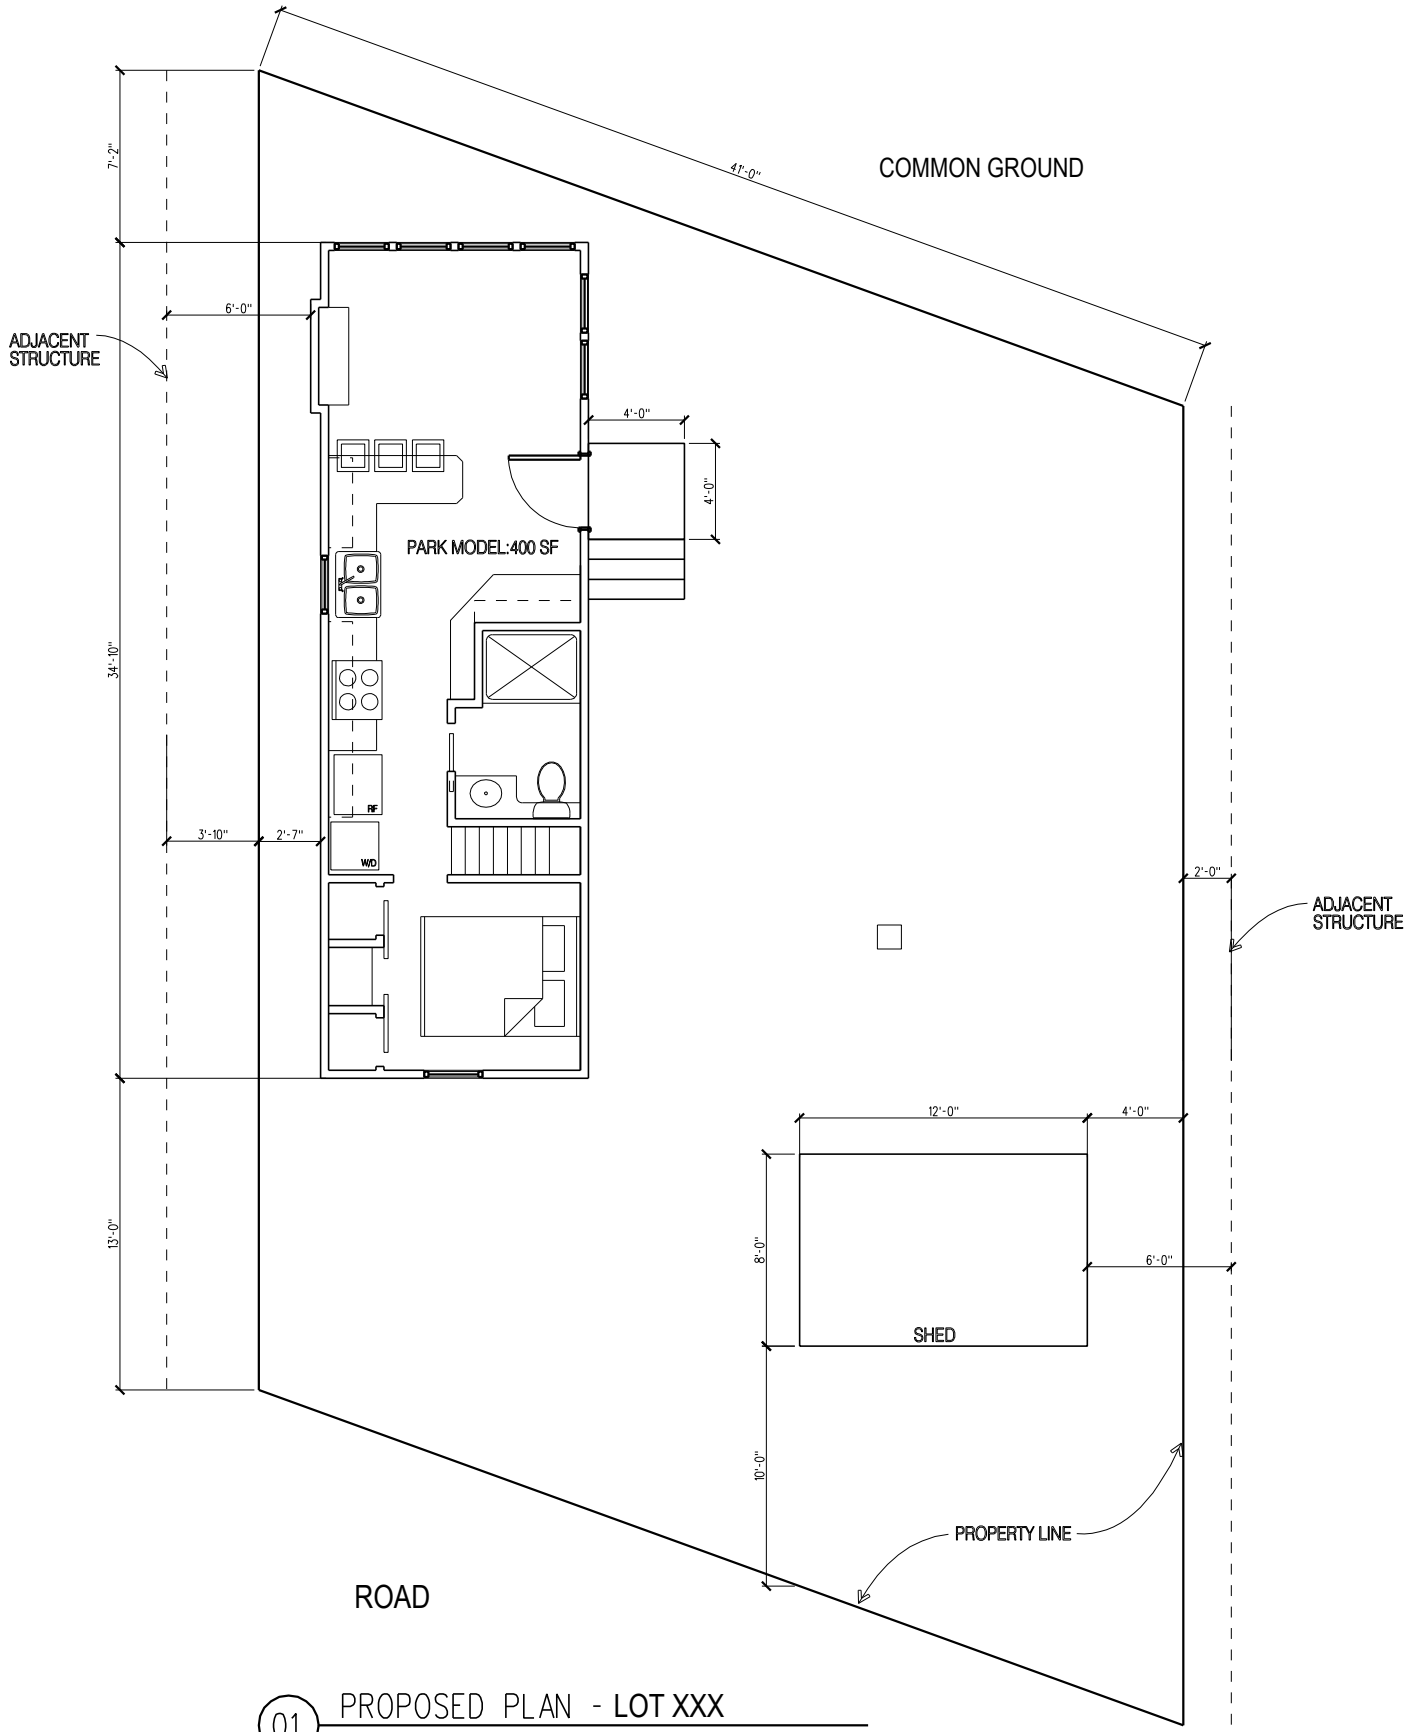 41'-0"
COMMON GROUND
7'-2"
6'-0"
ADJACENT
STRUCTURE
4'-0"
4'-0"
PARK MODEL:400 SF
34'-10"
RF
3'-10"
2'-7"
W/D
2'-0"
ADJACENT
STRUCTURE
12'-0"
4'-0"
13'-0"
8'-0"
6'-0"
SHED
10'-0"
PROPERTY LINE
ROAD
PROPOSED PLAN - LOT XXX
01